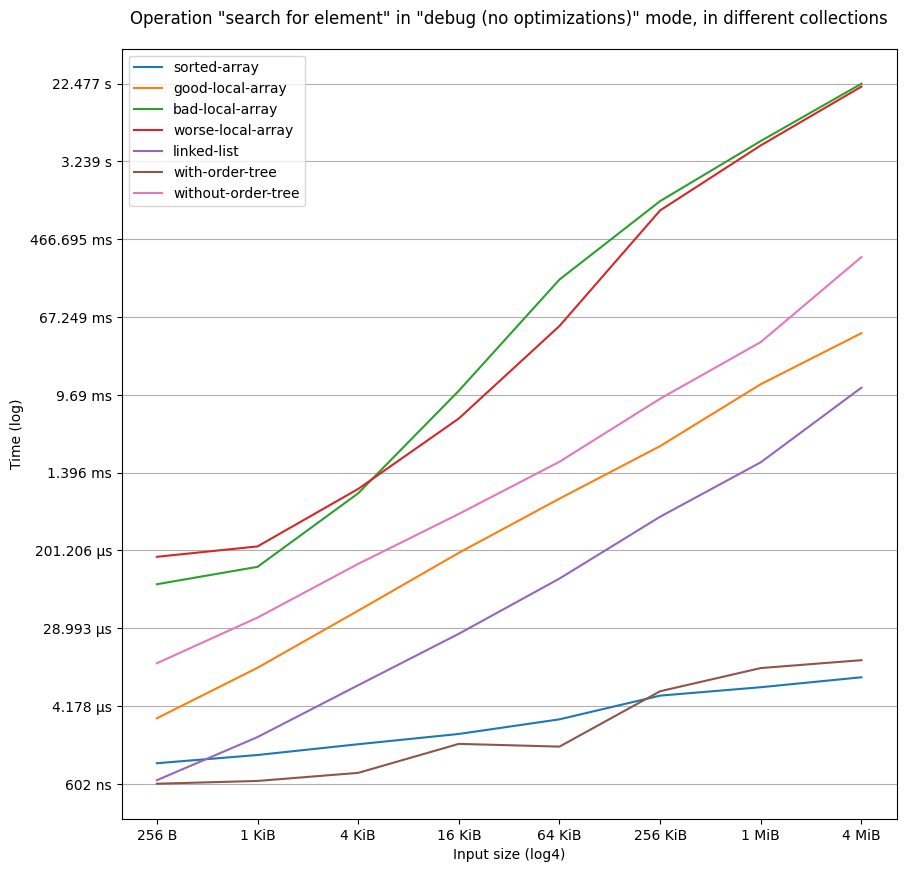 Operation "search for element" in "debug (no optimizations)" mode, in different collections
sorted-array
good-local-array
bad-local-array
worse-local-array
linked-list
with-order-tree
without-order-tree
22.477 s
3.239 s
466.695 ms
67.249 ms
9.69 ms
1.396 ms
201.206 µs
28.993 µs
4.178 µs
602 ns
Time (log)
256 B
1 KiB
4 KiB
16 KiB
64 KiB
256 KiB
1 MiB
4 MiB
Input size (log4)